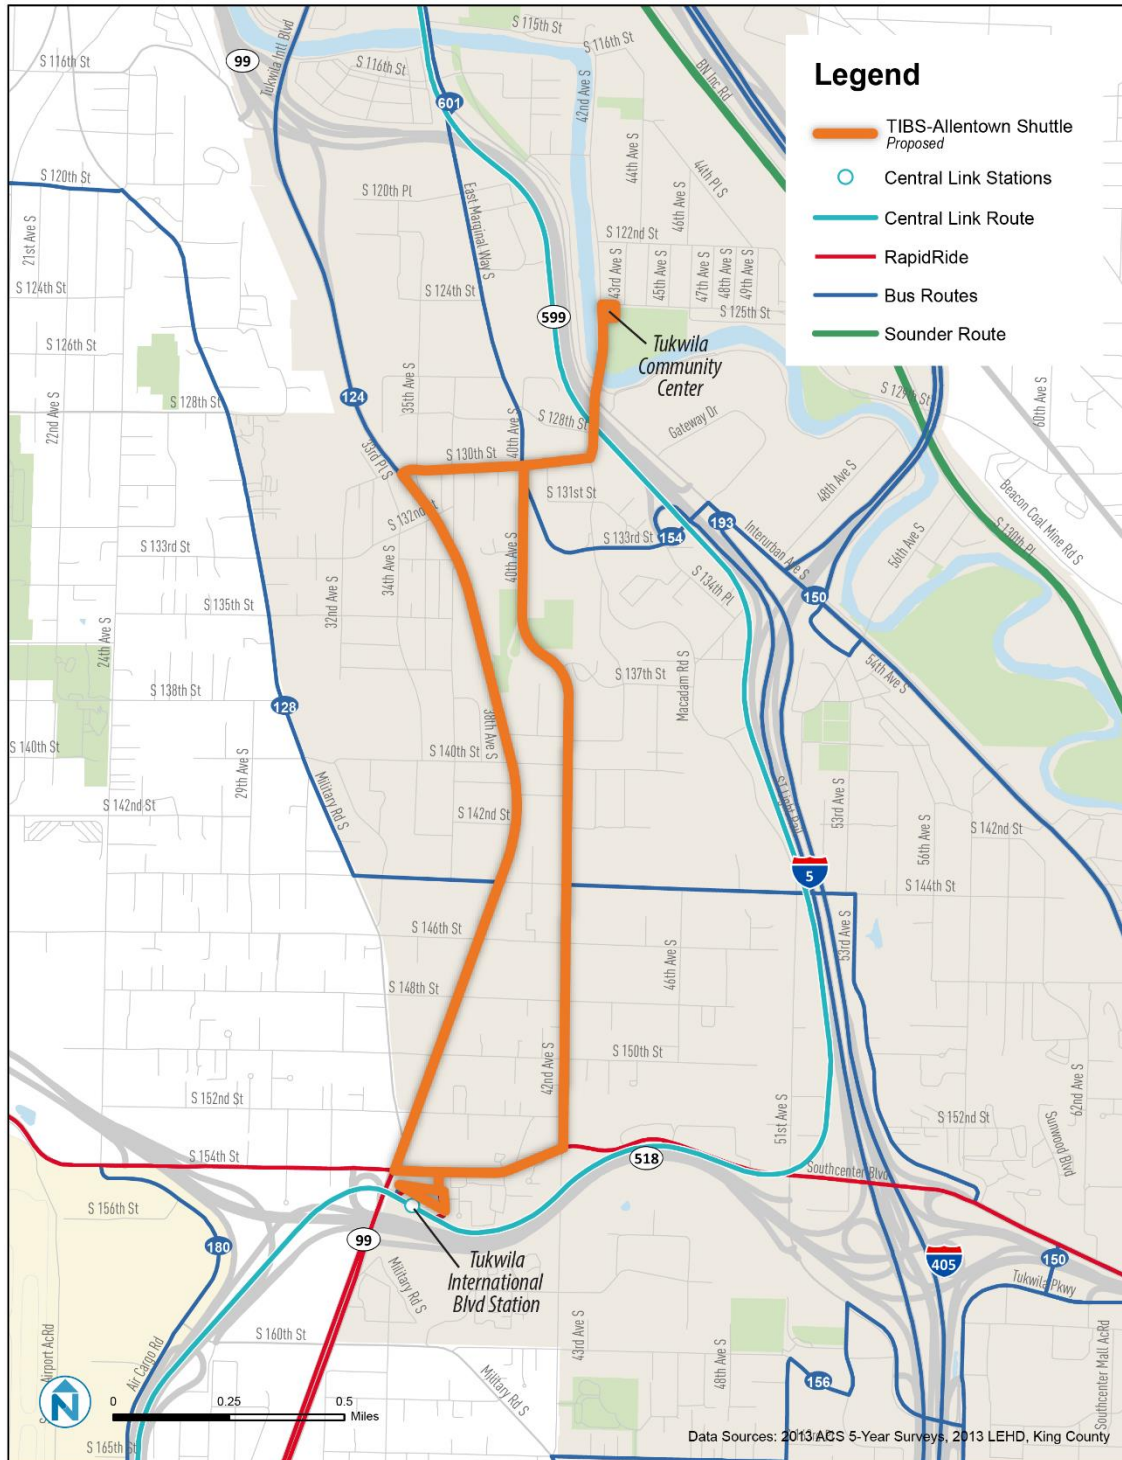 S 115th St
S 116th St
99
Tukwila Intl Blvd
S 116th St
S 116th St
42nd Ave S
BN Inc Rd
601
Legend
TIBS-Allentown Shuttle
Proposed
Central Link Stations
Central Link Route
RapidRide
Bus Routes
Sounder Route
S 120th St
S 120th Pl
East Marginal Way S
44th Ave S
44th Pl S
46th Ave S
S 122nd St
21st Ave S
43rd Ave S
45th Ave S
47th Ave S
48th Ave S
49th Ave S
S 124th St
S 124th St
S 125th St
599
S 126th St
Tukwila
Community
Center
35th Ave S
124
S 128th St
S 128th St
22nd Ave S
40th Ave S
Gateway Dr
S 129th St
60th Ave S
33rd Pl S
S 130th St
48th Ave S
S 131st St
S 132nd St
Beacon Coal Mine Rd S
S 130th Pl
193
154
S 133rd St
S 133rd St
Interurban Ave S
56th Ave S
34th Ave S
40th Ave S
32nd Ave S
S 134th Pl
150
S 135th St
24th Ave S
54th Ave S
S 137th St
Macadam Rd S
S 138th St
128
38th Ave S
S 140th St
S 140th St
29th Ave S
Military Rd S
ST Light Rail
S 142nd St
S 142nd St
53rd Ave S
56th Ave S
S 142nd St
5
S 144th St
S 146th St
46th Ave S
53rd Ave S
S 148th St
S 150th St
42nd Ave S
S 152nd St
51st Ave S
S 152nd St
62nd Ave S
Sunwood Blvd
S 154th St
518
Southcenter Blvd
S 156th St
180
99
Tukwila
International
Blvd Station
405
150
Tukwila Pkwy
Military Rd S
S 160th St
Air Cargo Rd
43rd Ave S
48th Ave S
Southcenter Mall AcRd
Airport AcRd
Military Rd S
156
N
0
0.25
0.5
Miles
S 165th St
Data Sources: 2013 ACS 5-Year Surveys, 2013 LEHD, King County